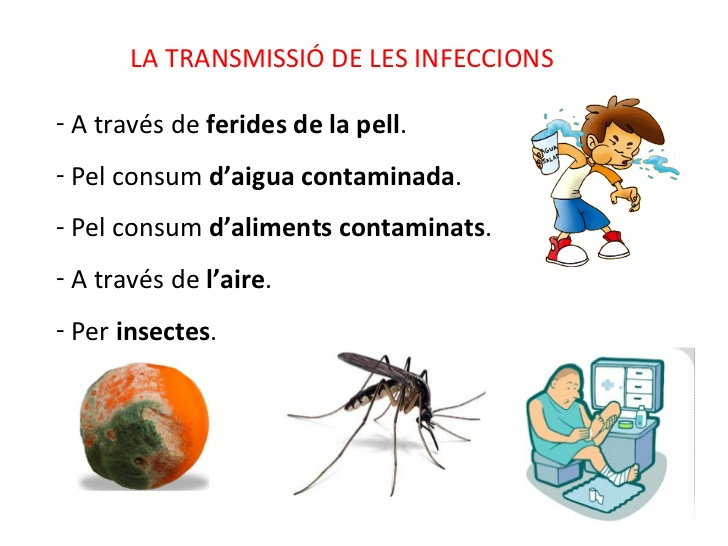 LA TRANSMISSIÓ DE LES INFECCIONS
- A través de ferides de la pell.
- Pel consum d’aigua contaminada.
- Pel consum d’aliments contaminats.
- A través de l’aire.
- Per insectes.
AGUA